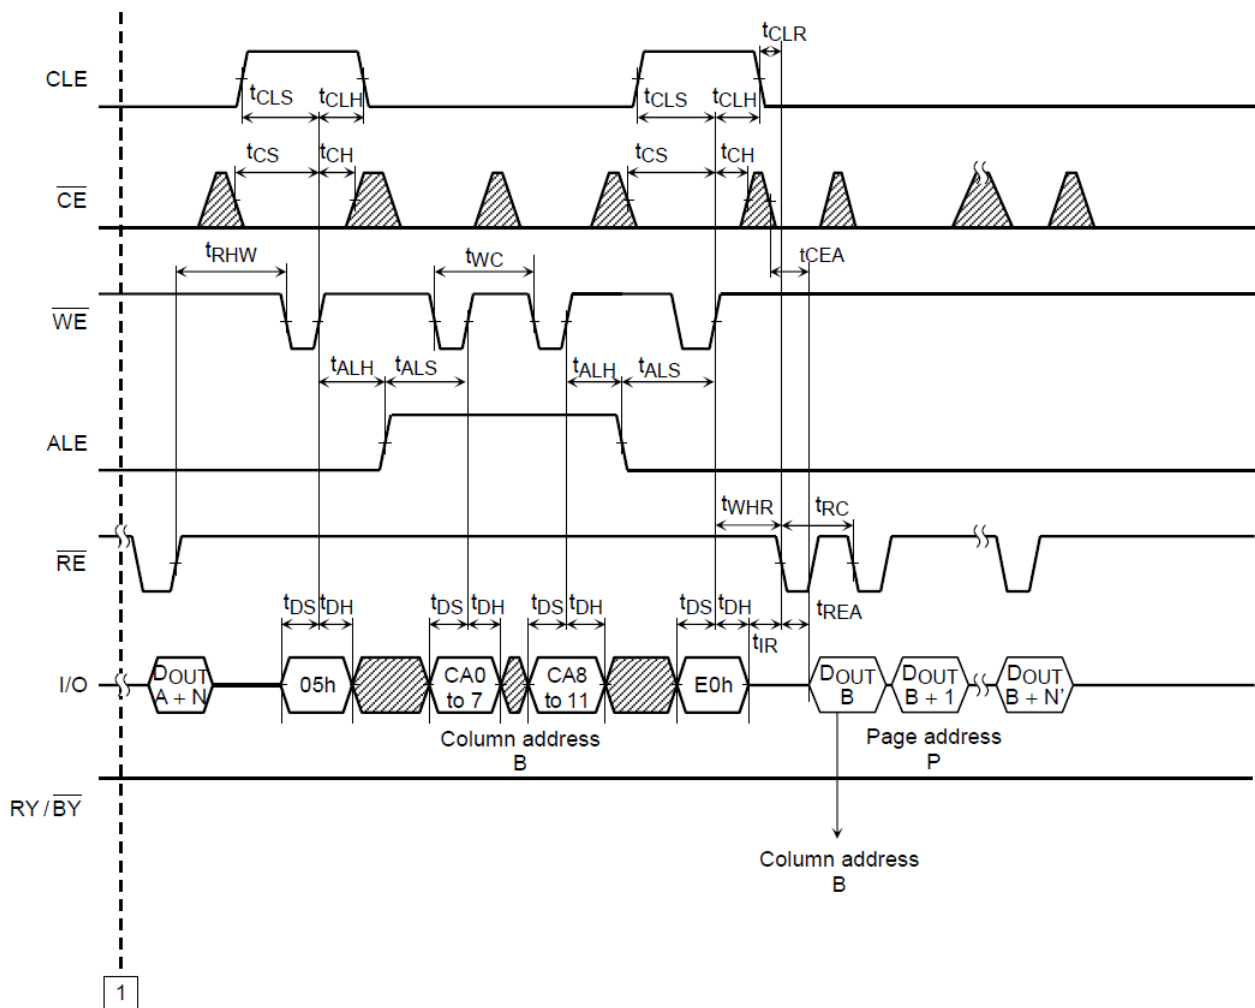 tCLR
CLE
tCLS tCLH tCLS tCLH
tCS tCH tCS tCH
CE
tRHW tWC tCEA
WE
tALH tALS tALH tALS
ALE
tWHR tRC
RE
tDS tDH tDS tDH tDS tDH tDS tDH tREA
tIR
I/O
DOUT
A + N
05h
CA0
to 7
CA8
to 11
E0h
DOUT
B
DOUT
B + 1
DOUT
B + N’
Column address
B
Page address
P
RY / BY
Column address
B
1